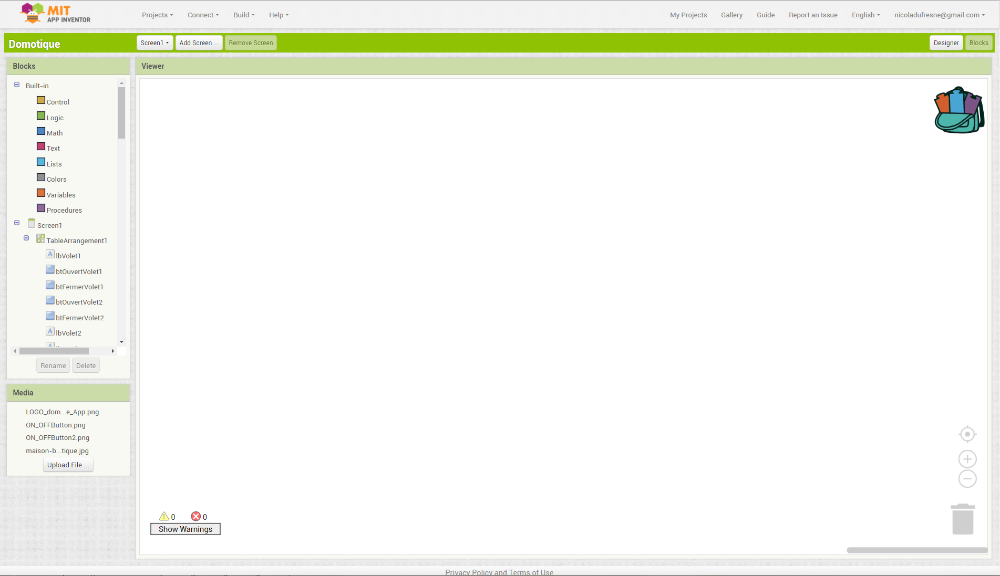 MIT
APP INVENTOR
Projects
Connect
Build
Help
My Projects
Gallery
Guide
Report an Issue
English
nicoladufresne@gmail.com
Domotique
Screen1
Add Screen ...
Remove Screen
Designer
Blocks
Blocks
Viewer
Built-in
Control
Logic
Math
Text
Lists
Colors
Variables
Procedures
Screen1
TableArrangement1
lbVolet1
btOuvertVolet1
btFermerVolet1
btOuvertVolet2
btFermerVolet2
lbVolet2
Rename
Delete
Media
LOGO_dom...e_App.png
ON_OFFButton.png
ON_OFFButton2.png
maison-b...tique.jpg
Upload File ...
0
0
Show Warnings
Privacy Policy and Terms of Use